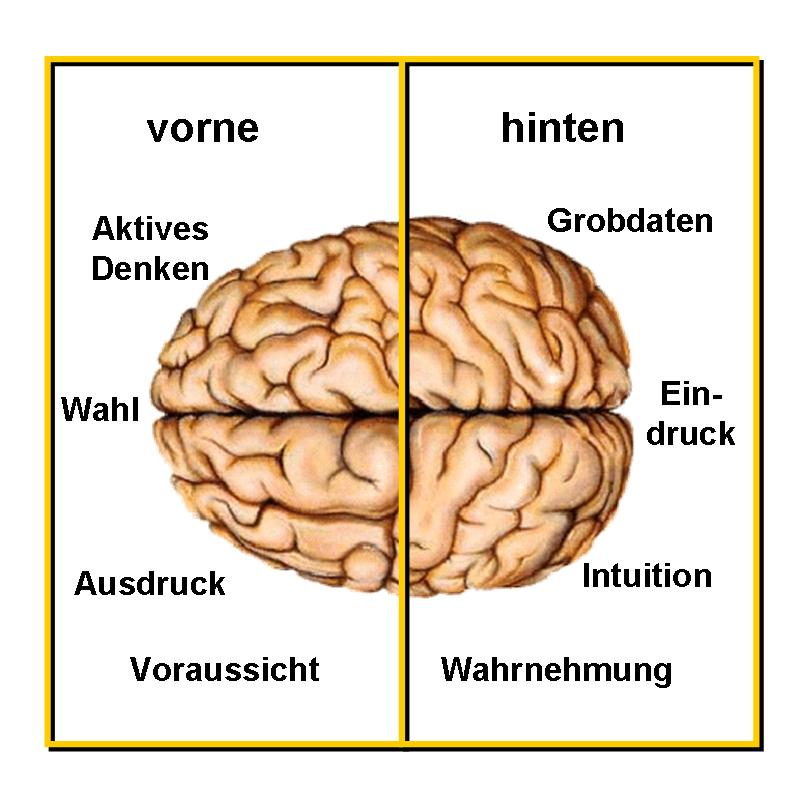 vorne
Aktives
Denken
Wahl
Ausdruck
Voraussicht
hinten
Grobdaten
Ein-
druck
Intuition
Wahrnehmung